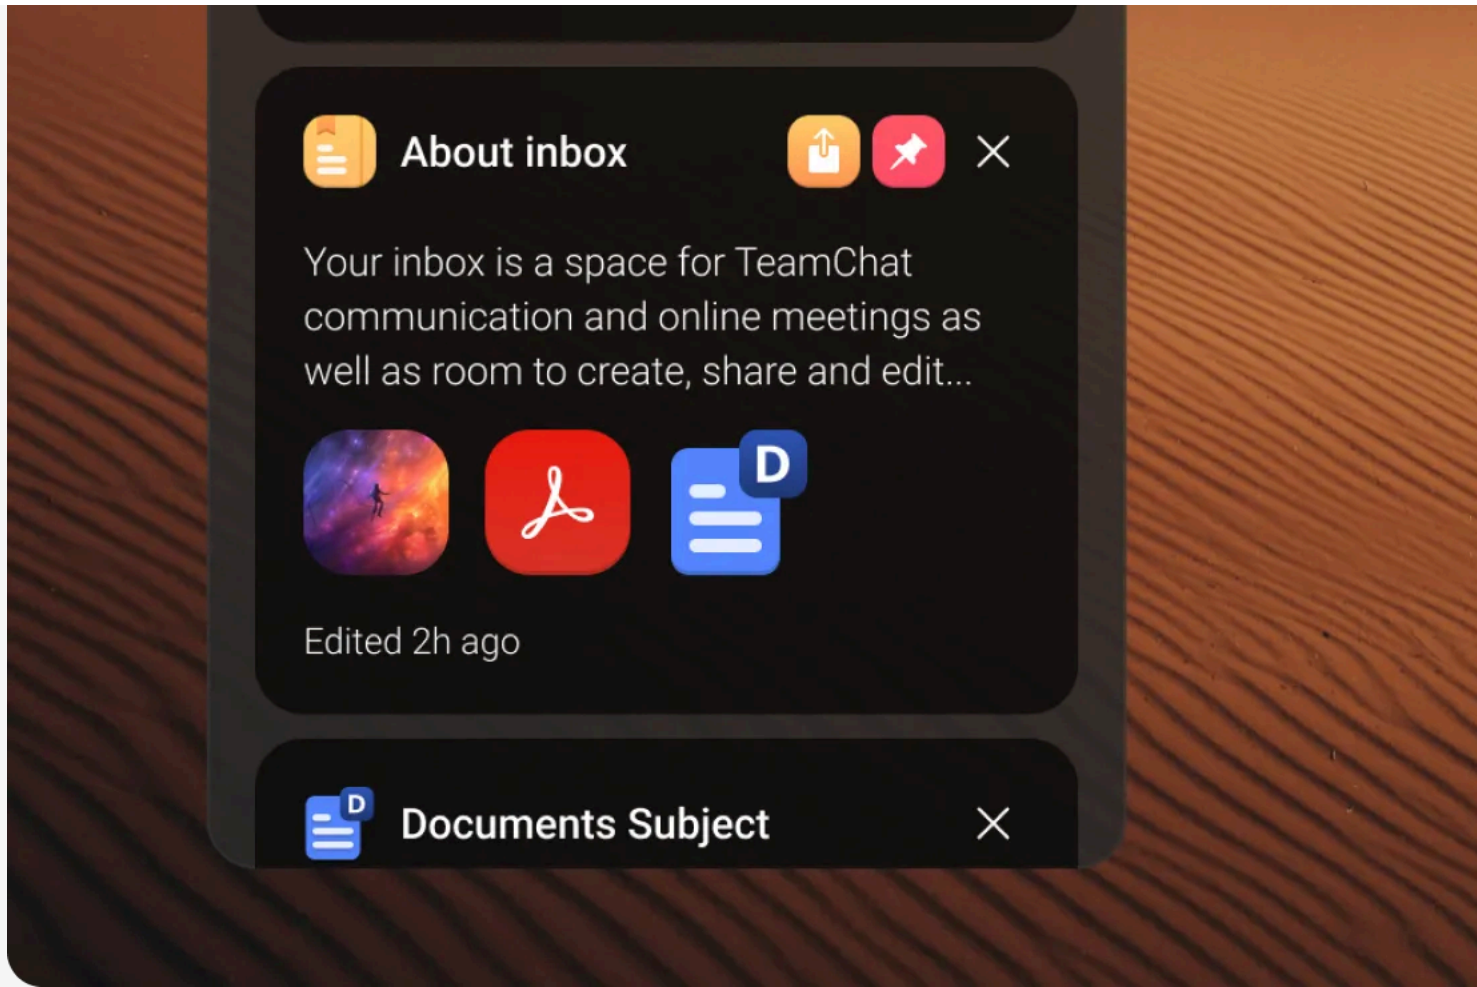 About inbox
Your inbox is a space for TeamChat
communication and online meetings as
well as room to create, share and edit...
D
Edited 2h ago
D
Documents Subject